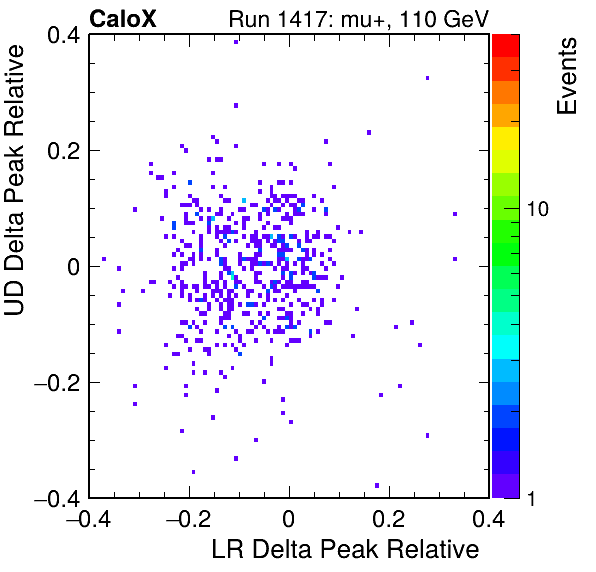 CaloX Run 1417: mu+, 110 GeV
Events
UD Delta Peak Relative
0.4
0.2
0
−0.2
−0.4
10
1
−0.4 −0.2 0 0.2 0.4
LR Delta Peak Relative